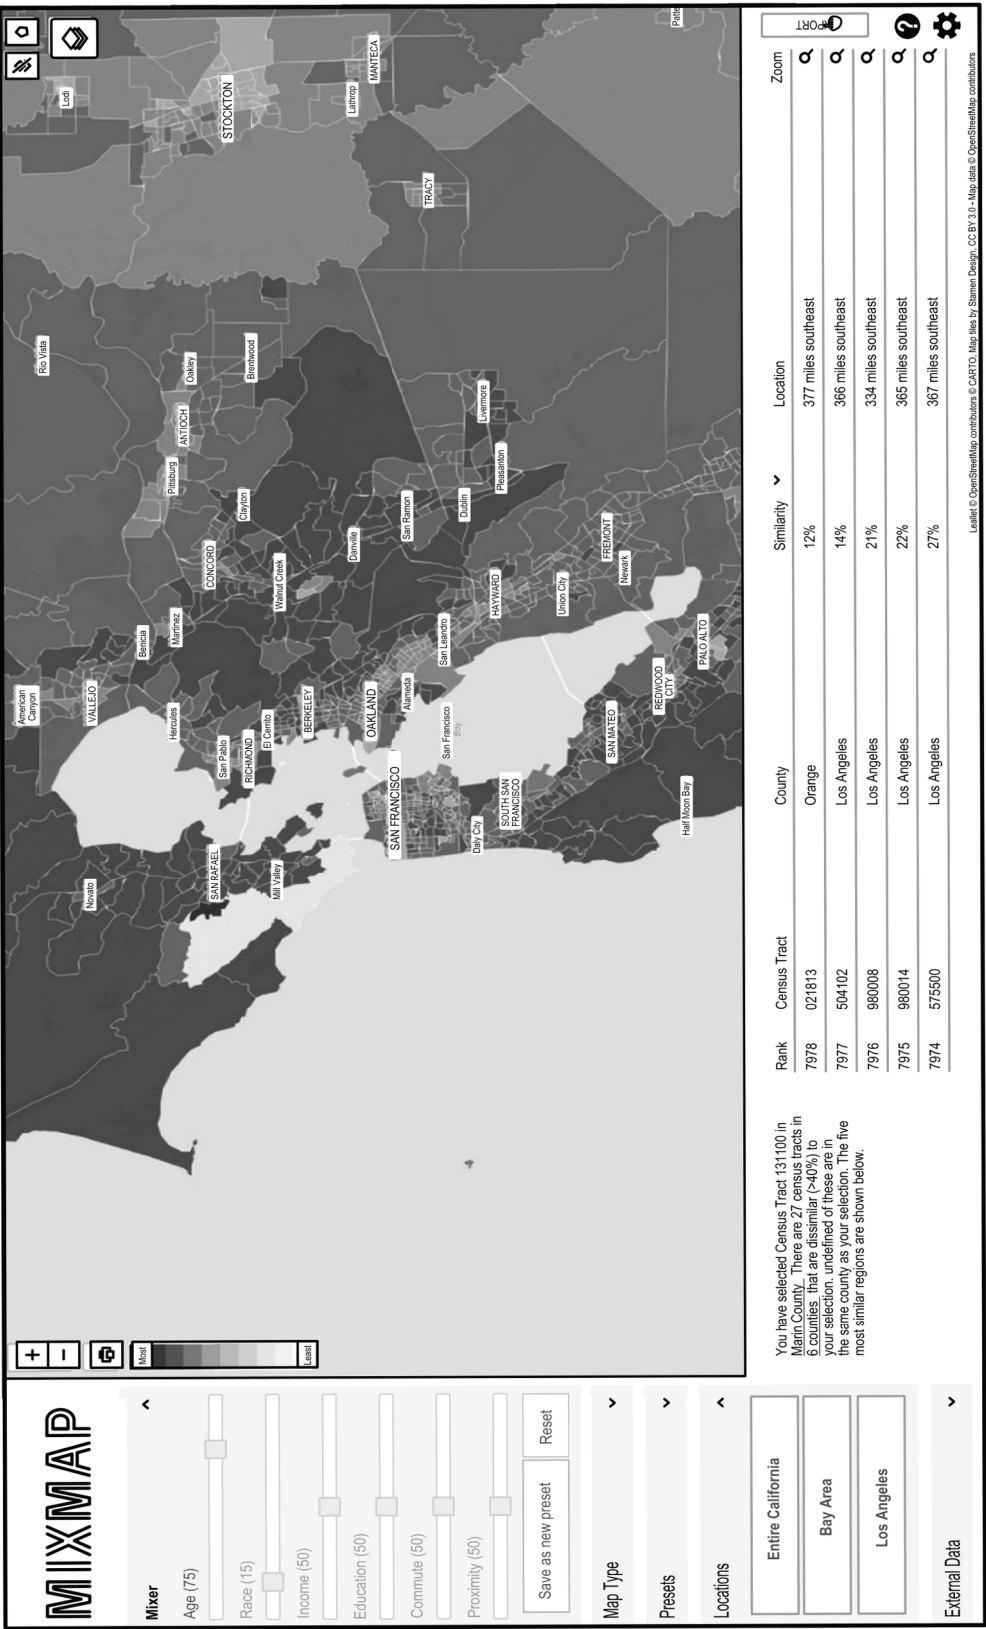 MIXMAP
Mixer
Age (75)
Race (15)
Income (50)
Education (50)
Commute (50)
Proximity (50)
Save as new preset
Reset
Map Type
Presets
Locations
Entire California
Bay Area
Los Angeles
External Data
+
−
Most
Least
Novato
SAN RAFAEL
Mill Valley
American
Canyon
VALLEJO
Benicia
Martinez
Hercules
San Pablo
RICHMOND
El Cerrito
BERKELEY
OAKLAND
Alameda
San Leandro
SAN FRANCISCO
San Francisco
Bay
Daly City
SOUTH SAN
FRANCISCO
SAN MATEO
Half Moon Bay
REDWOOD
CITY
PALO ALTO
HAYWARD
Union City
Newark
FREMONT
CONCORD
Walnut Creek
Clayton
Danville
San Ramon
Dublin
Pleasanton
Livermore
Pittsburg
ANTIOCH
Oakley
Brentwood
Rio Vista
Lodi
STOCKTON
Lathrop
MANTECA
TRACY
Patte
You have selected Census Tract 131100 in
Marin County There are 27 census tracts in
6 counties that are dissimilar (>40%) to
your selection. undefined of these are in
the same county as your selection. The five
most similar regions are shown below.
Rank Census Tract County Similarity Location Zoom
7978 021813 Orange 12% 377 miles southeast
7977 504102 Los Angeles 14% 366 miles southeast
7976 980008 Los Angeles 21% 334 miles southeast
7975 980014 Los Angeles 22% 365 miles southeast
7974 575500 Los Angeles 27% 367 miles southeast
?
Leaflet © OpenStreetMap contributors © CARTO, Map tiles by Stamen Design, CC BY 3.0 - Map data © OpenStreetMap contributors